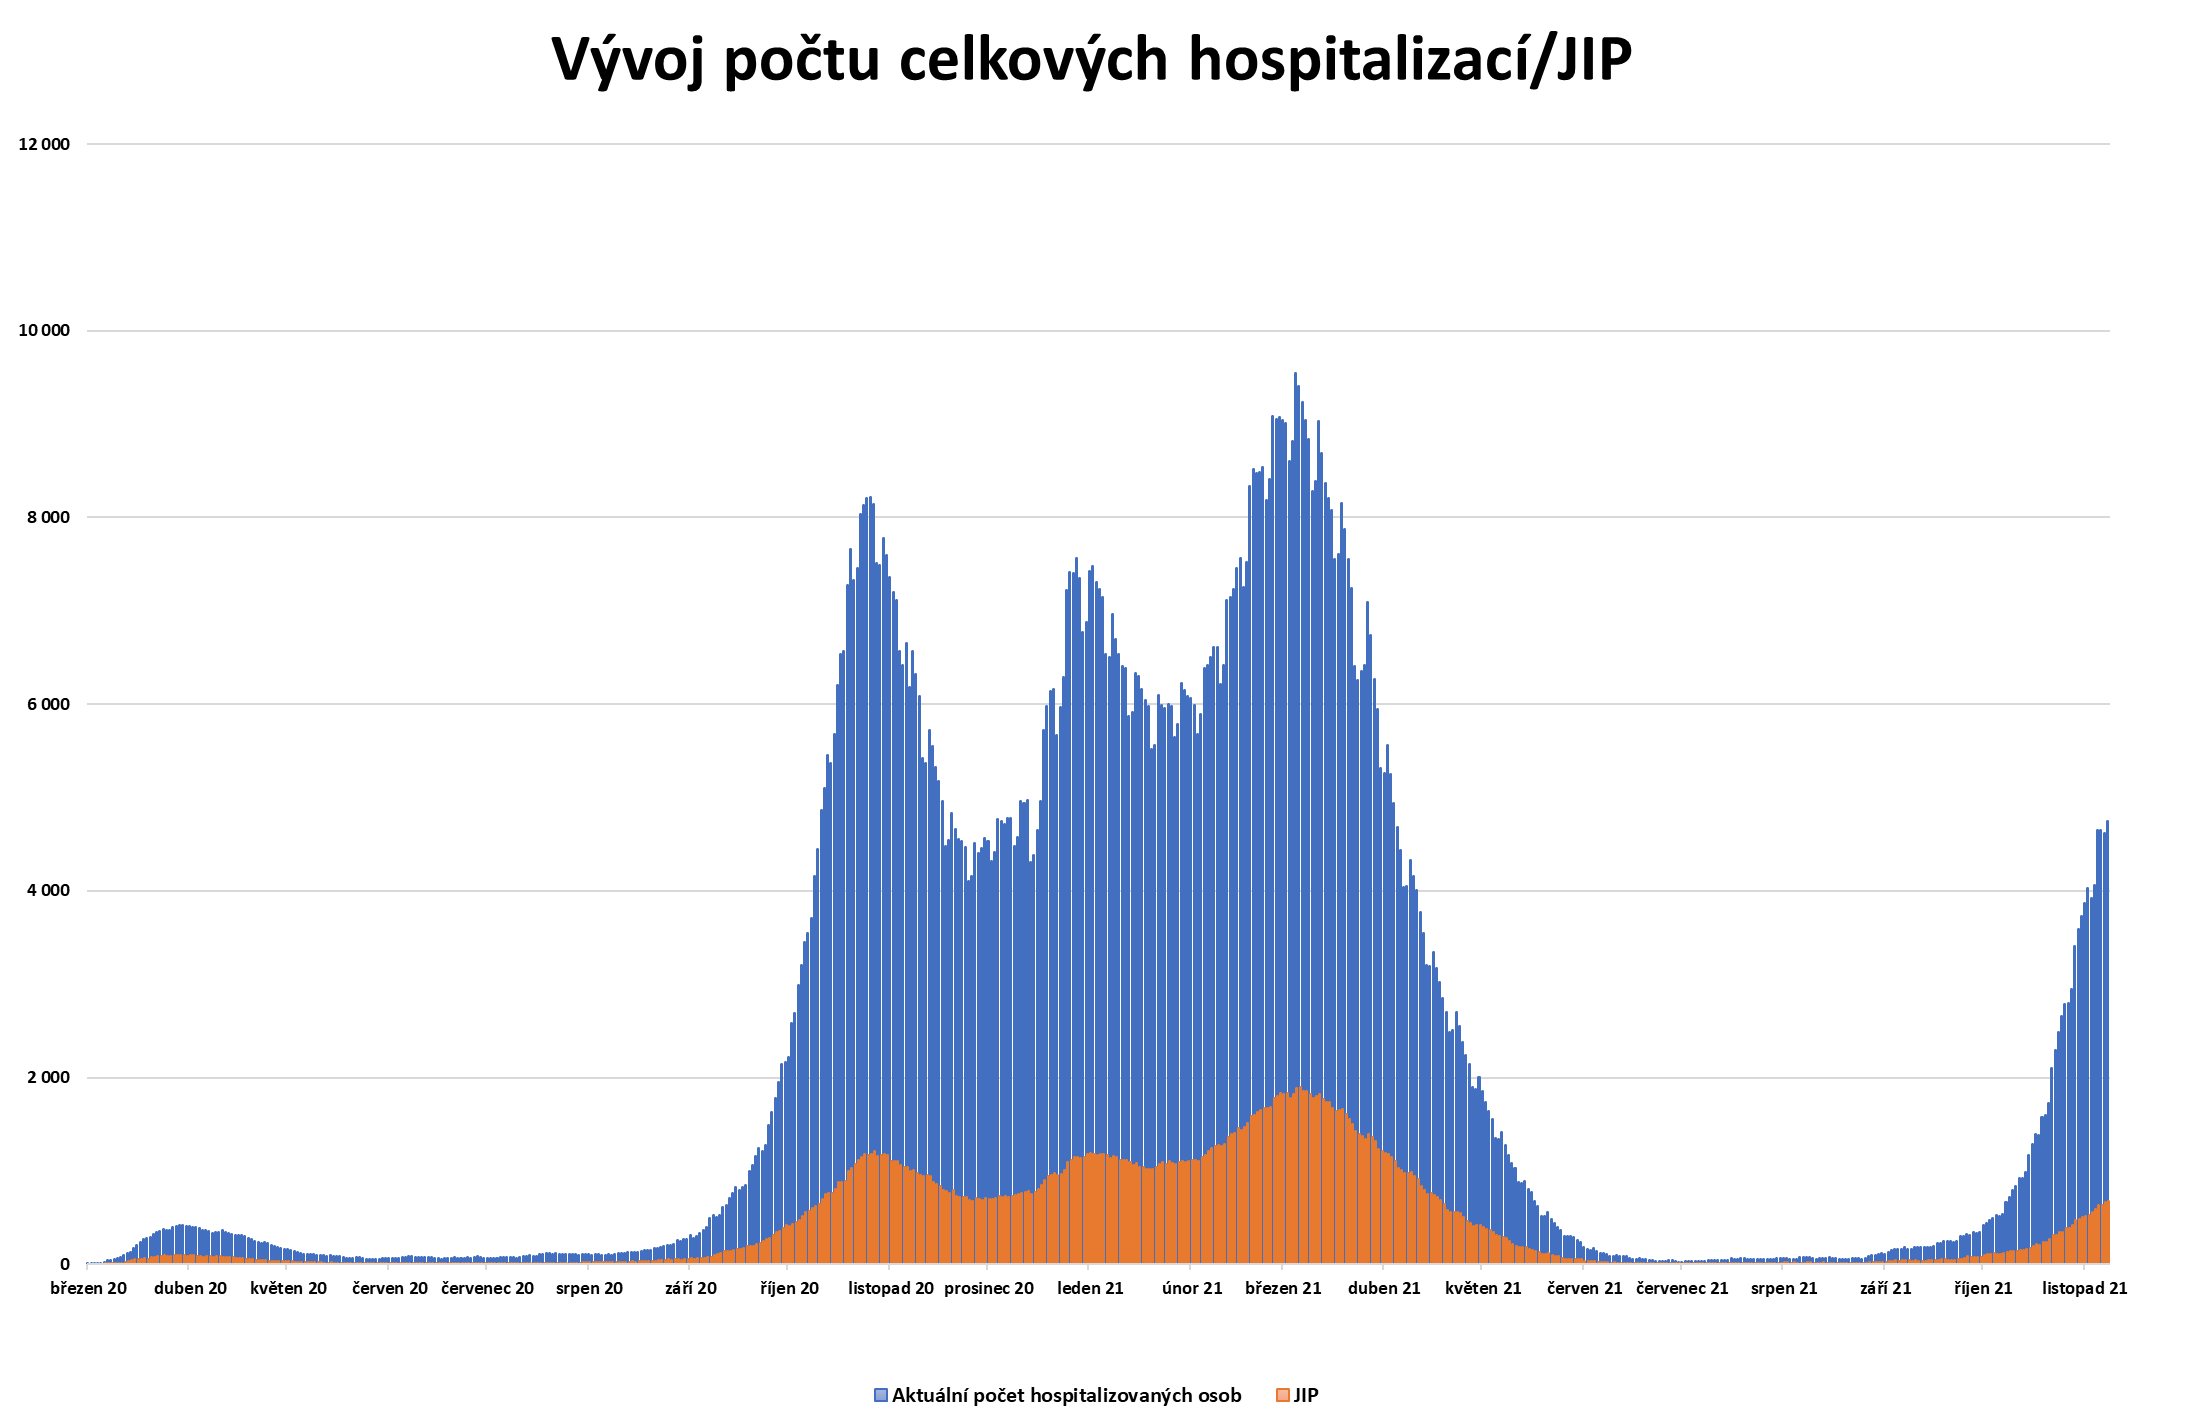 Vývoj počtu celkových hospitalizací/JIP
12 000
10 000
8 000
6 000
4 000
2 000
0
březen 20 duben 20 květen 20 červen 20 červenec 20 srpen 20 září 20 říjen 20 listopad 20 prosinec 20 leden 21 únor 21 březen 21 duben 21 květen 21 červen 21 červenec 21 srpen 21 září 21 říjen 21 listopad 21
Aktuální počet hospitalizovaných osob JIP